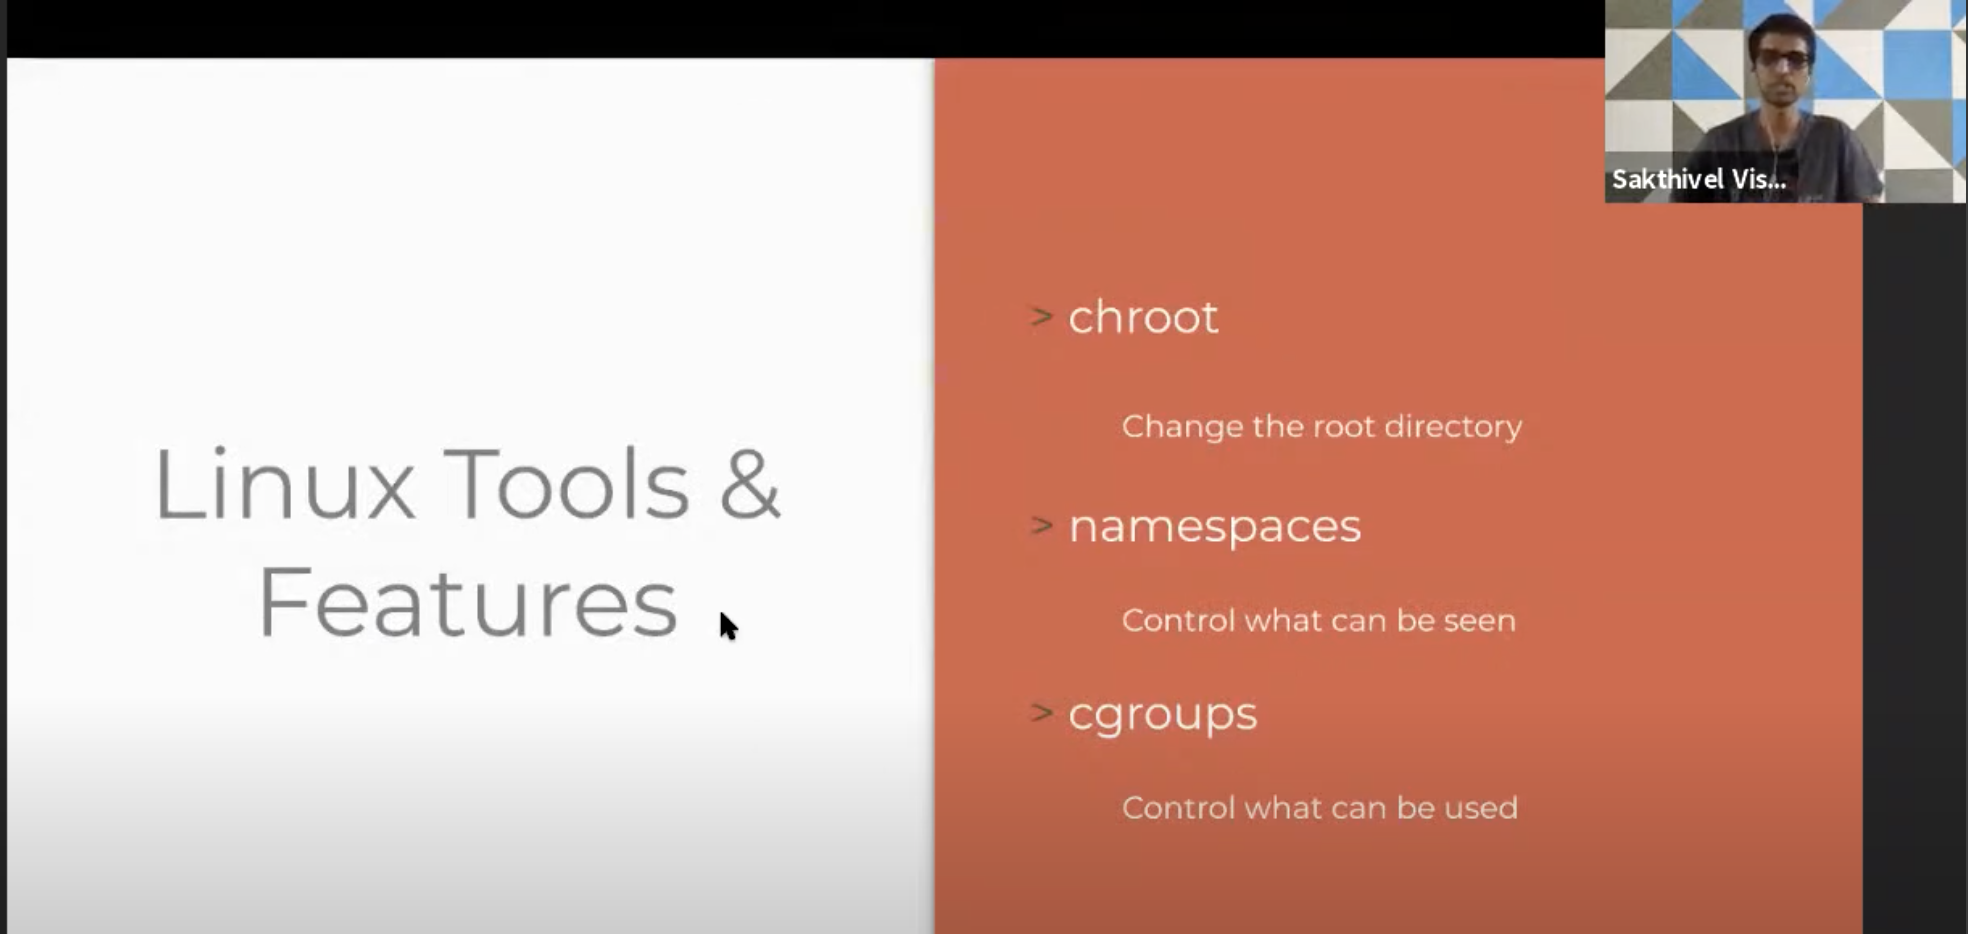 Linux Tools &
Features
> chroot
Change the root directory
> namespaces
Control what can be seen
> cgroups
Control what can be used
Sakthivel Vis...